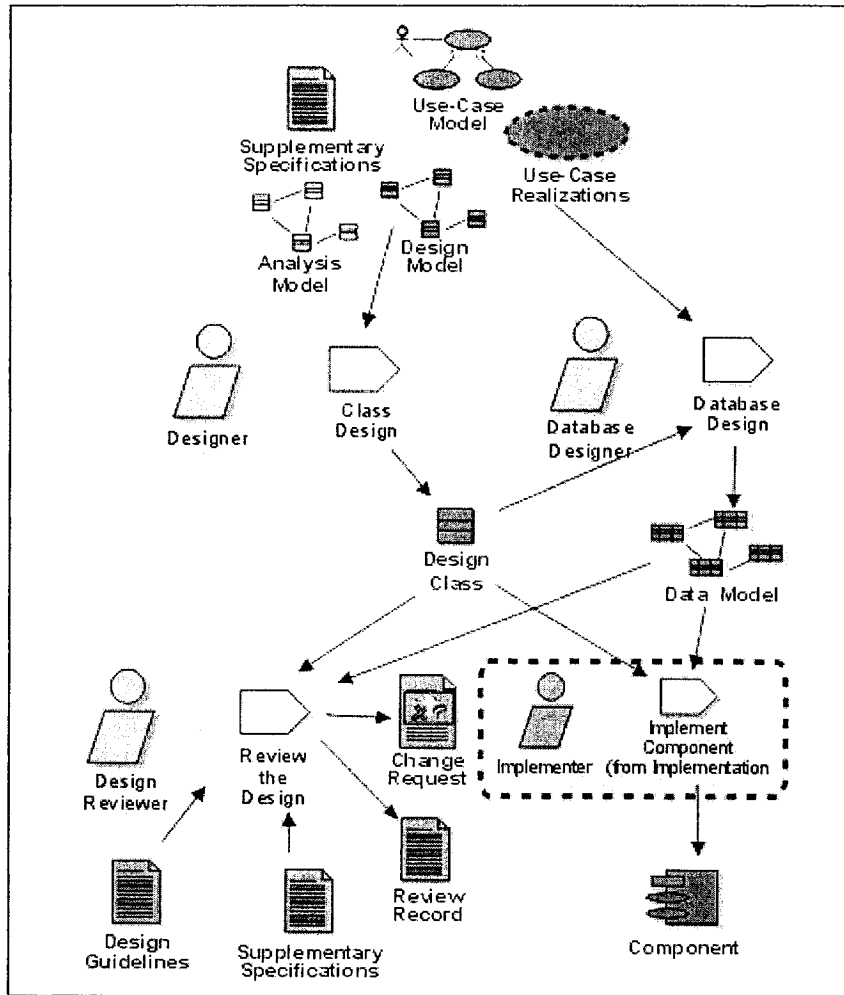 Use-Case
Model
Supplementary
Specifications
Use-Case
Realizations
Analysis
Model
Design
Model
Designer
Class
Design
Database
Designer
Database
Design
Design
Class
Data Model
Design
Reviewer
Review
the
Design
Change
Request
Implementer
Implement
Component
(from Implementation
Review
Record
Design
Guidelines
Supplementary
Specifications
Component